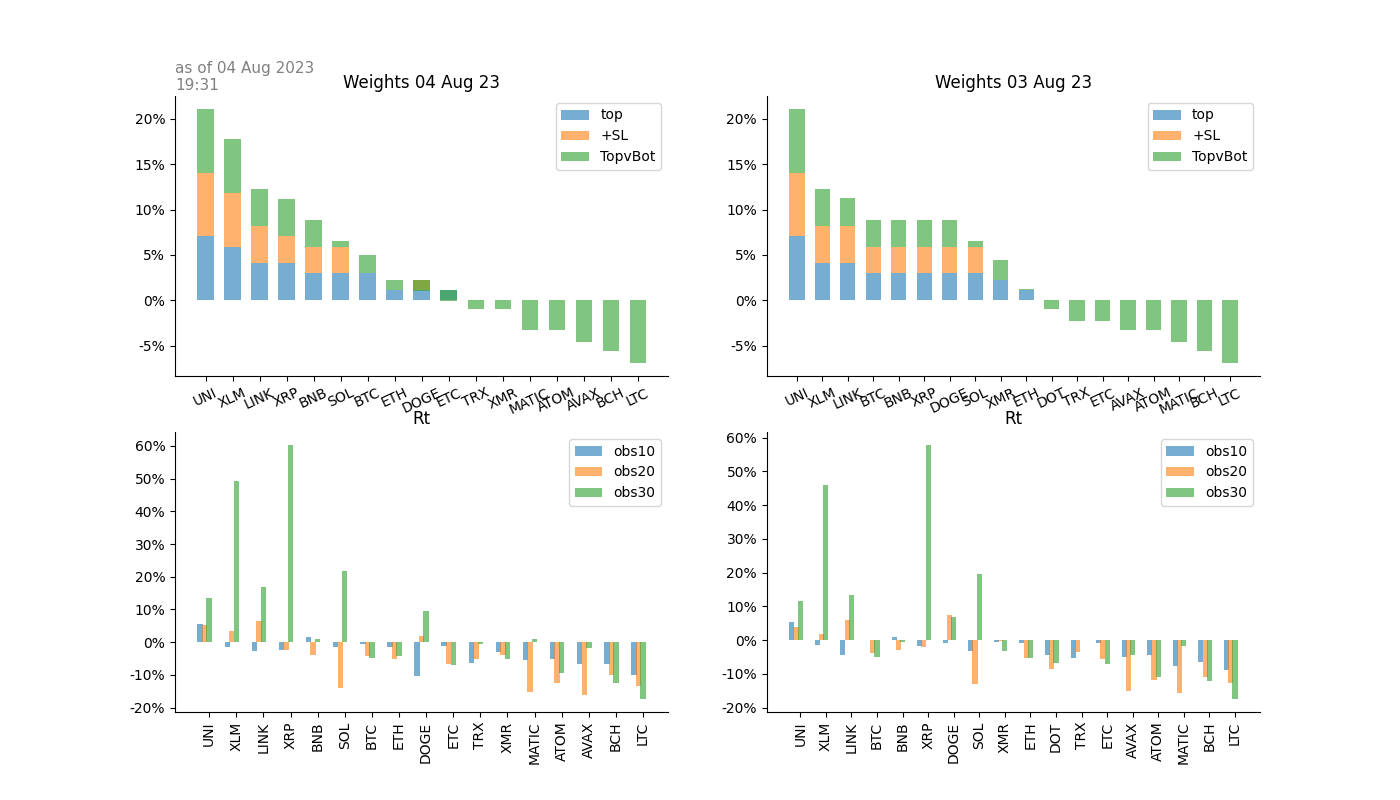 as of 04 Aug 2023
19:31
Weights 04 Aug 23
20%
15%
10%
5%
0%
-5%
top
+SL
TopvBot
UNI XLM LINK XRP BNB SOL BTC ETH DOGE ETC TRX XMR MATIC ATOM AVAX BCH LTC
Weights 03 Aug 23
20%
15%
10%
5%
0%
-5%
top
+SL
TopvBot
UNI XLM LINK BTC BNB XRP DOGE SOL XMR ETH DOT TRX ETC AVAX ATOM MATIC BCH LTC
Rt
60%
50%
40%
30%
20%
10%
0%
-10%
-20%
obs10
obs20
obs30
UNI XLM LINK XRP BNB SOL BTC ETH DOGE ETC TRX XMR MATIC ATOM AVAX BCH LTC
Rt
60%
50%
40%
30%
20%
10%
0%
-10%
-20%
obs10
obs20
obs30
UNI XLM LINK BTC BNB XRP DOGE SOL XMR ETH DOT TRX ETC AVAX ATOM MATIC BCH LTC